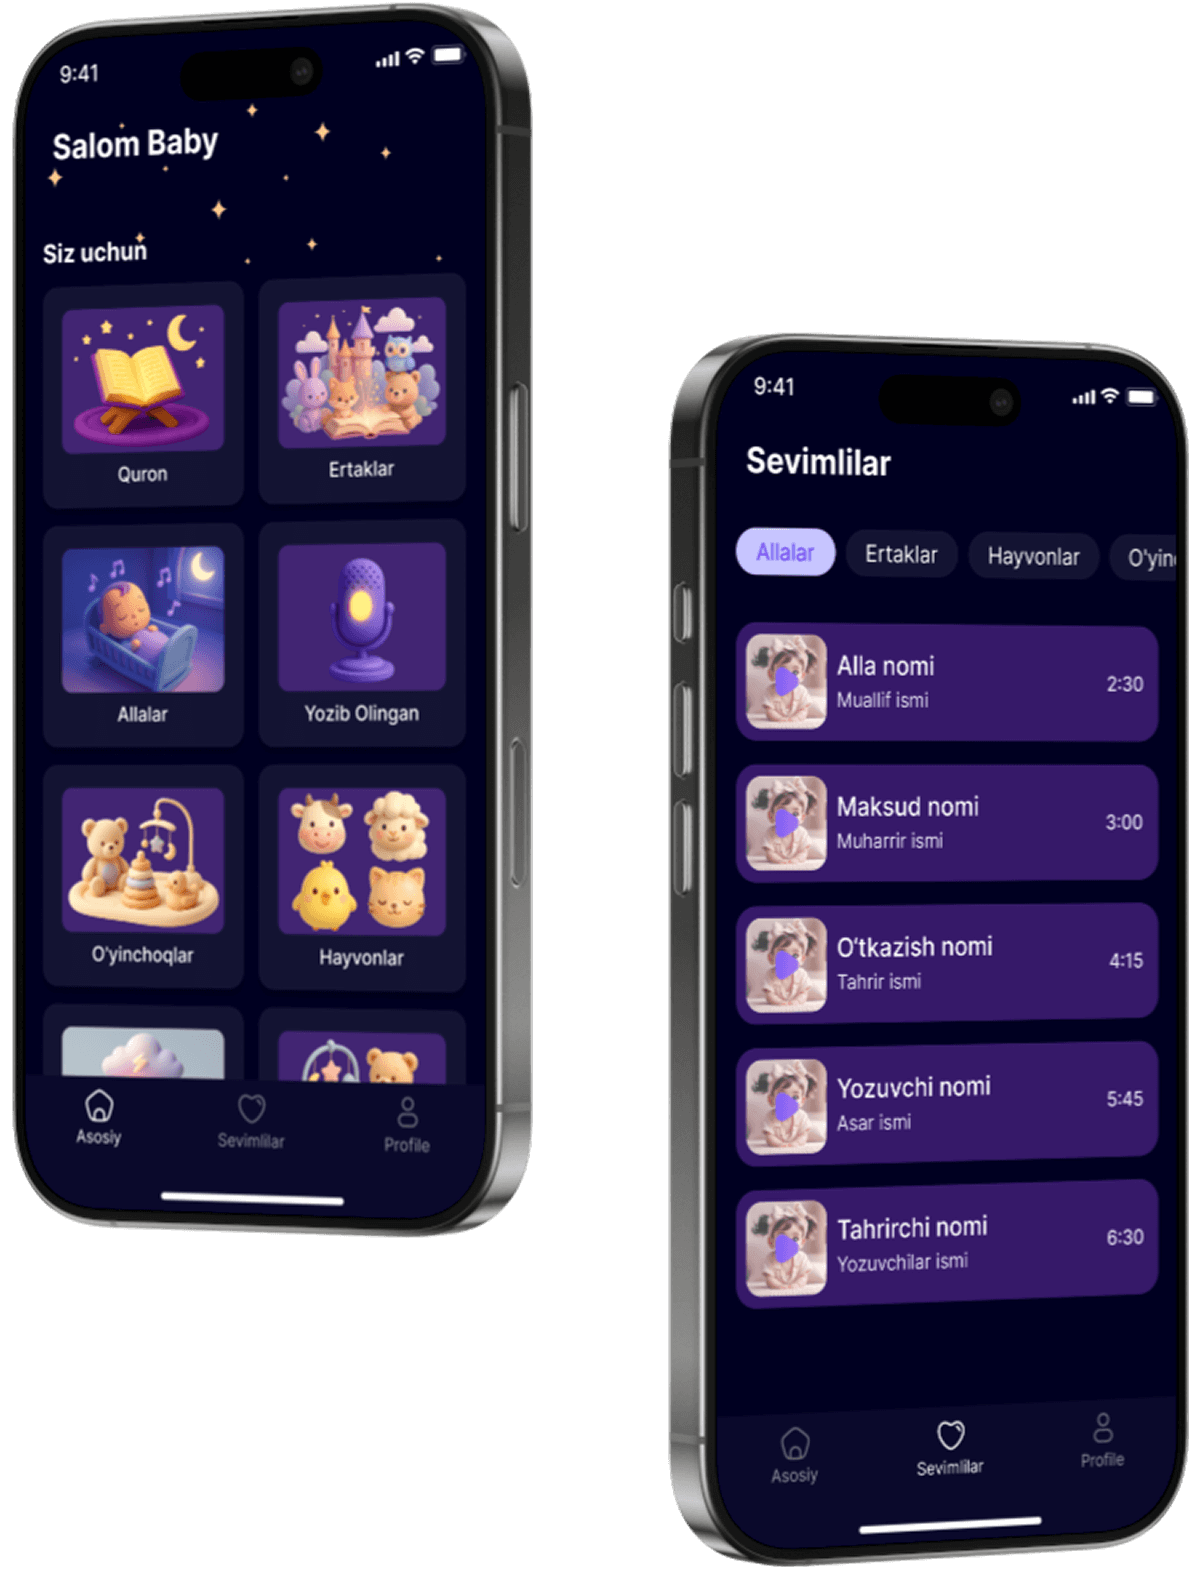 9:41
Salom Baby
Siz uchun
Quron
Ertaklar
Allalar
Yozib Olingan
O'yinchoqlar
Hayvonlar
Asosiy
Sevimlilar
Profile
9:41
Sevimlilar
Allalar
Ertaklar
Hayvonlar
O'yin
Alla nomi
Muallif ismi
2:30
Maksud nomi
Muharrir ismi
3:00
O‘tkazish nomi
Tahrir ismi
4:15
Yozuvchi nomi
Asar ismi
5:45
Tahrirchi nomi
Yozuvchilar ismi
6:30
Asosiy
Sevimlilar
Profile